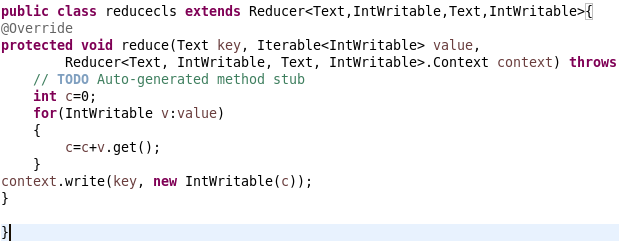 public class reducecls extends Reducer<Text,IntWritable,Text,IntWritable>{
@Override
protected void reduce(Text key, Iterable<IntWritable> value,
        Reducer<Text, IntWritable, Text, IntWritable>.Context context) throws
    // TODO Auto-generated method stub
    int c=0;
    for(IntWritable v:value)
    {
        c=c+v.get();
    }
context.write(key, new IntWritable(c));
}
}